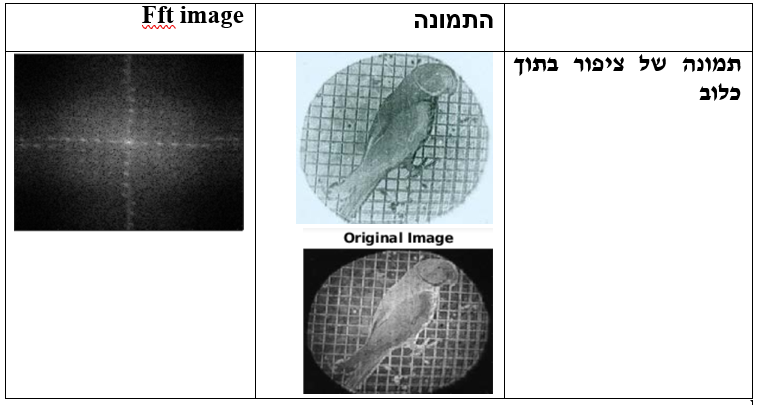 התמונה
Fft image
תמונה של ציפור בתוך
כלוב
Original Image